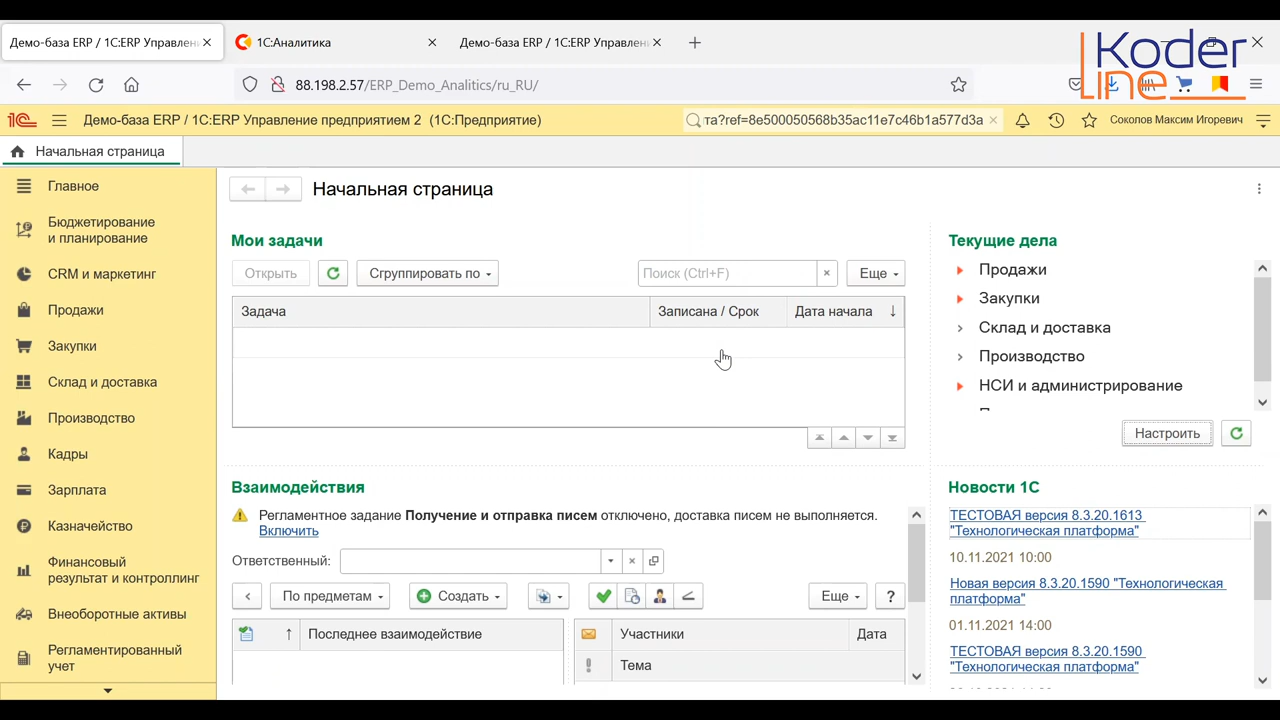 Демо-база ERP / 1С:ERP Управлени
1С:Аналитика
Демо-база ERP / 1С:ERP Управлени
Koder
line
88.198.2.57/ERP_Demo_Analitics/ru_RU/
Демо-база ERP / 1С:ERP Управление предприятием 2 (1С:Предприятие)
та?ref=8e500050568b35ac11e7c46b1a577d3a
Соколов Максим Игоревич
Начальная страница
Главное
Бюджетирование
и планирование
CRM и маркетинг
Продажи
Закупки
Склад и доставка
Производство
Кадры
Зарплата
Казначейство
Финансовый
результат и контроллинг
Внеоборотные активы
Регламентированный
учет
Начальная страница
Мои задачи
Открыть
Сгруппировать по
Поиск (Ctrl+F)
Еще
Задача
Записана / Срок
Дата начала
Взаимодействия
Регламентное задание Получение и отправка писем отключено, доставка писем не выполняется.
Включить
Ответственный:
По предметам
Создать
Еще
?
Последнее взаимодействие
Участники
Дата
Тема
Текущие дела
Продажи
Закупки
Склад и доставка
Производство
НСИ и администрирование
Настроить
Новости 1С
ТЕСТОВАЯ версия 8.3.20.1613
"Технологическая платформа"
10.11.2021 10:00
Новая версия 8.3.20.1590 "Технологическая
платформа"
01.11.2021 14:00
ТЕСТОВАЯ версия 8.3.20.1590
"Технологическая платформа"